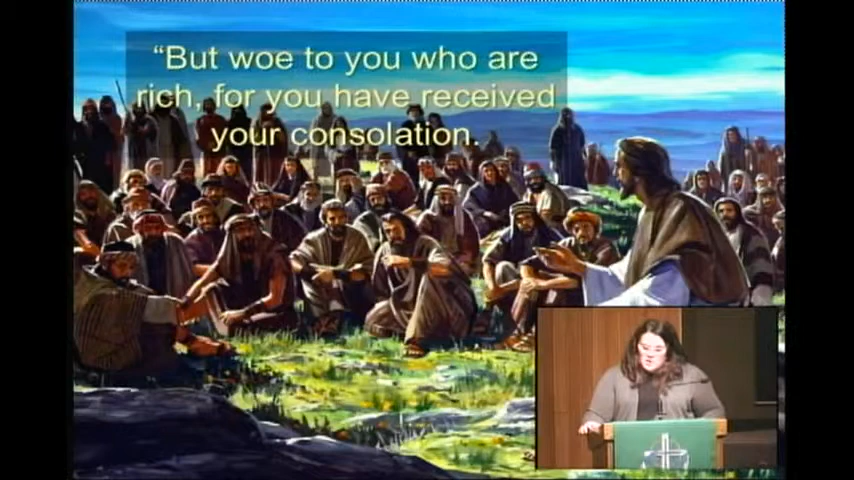 “But woe to you who are
rich, for you have received
your consolation.